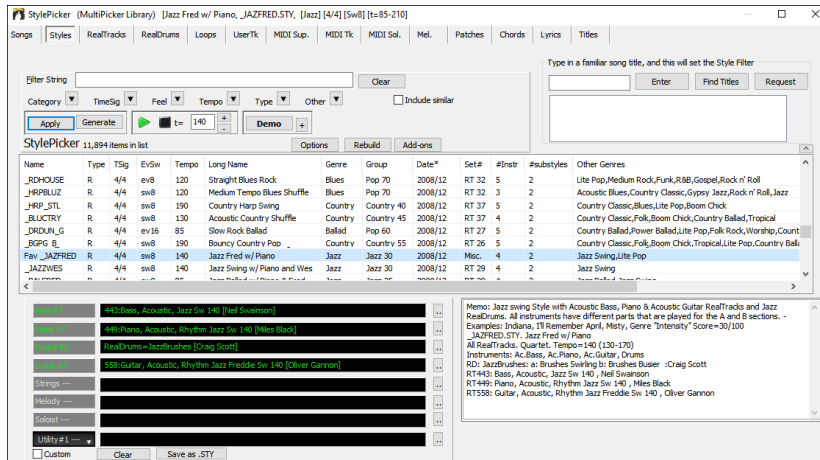 StylePicker (MultiPicker Library) [Jazz Fred w/ Piano, _JAZFRED.STY, [Jazz] [4/4] [Sw8] [t=85-210]
Songs Styles RealTracks RealDrums Loops UserTk MIDI Sup. MIDI Tk MIDI Sol. Mel. Patches Chords Lyrics Titles
Type in a familiar song title, and this will set the Style Filter
Filter String Clear
Enter Find Titles Request
Category TimeSig Feel Tempo Type Other Include similar
Apply Generate t= 140 + - Demo +
StylePicker 11,894 items in list Options Rebuild Add-ons
Name Type TSig EvSw Tempo Long Name Genre Group Date* Set# #Instr #substyles Other Genres
_RDHOUSE R 4/4 ev8 120 Straight Blues Rock Blues Pop 70 2008/12 RT 32 5 2 Lite Pop,Medium Rock,Funk,R&B,Gospel,Rock n' Roll
_HRPBLUZ R 4/4 sw8 120 Medium Tempo Blues Shuffle Blues Pop 70 2008/12 RT 32 3 2 Acoustic Blues,Country Classic,Gypsy Jazz,Rock n' Roll,Jazz
_HRP_STL R 4/4 sw8 190 Country Harp Swing Country Country 40 2008/12 RT 37 5 2 Country Classic,Blues,Lite Pop,Boom Chick
_BLUCTRY R 4/4 sw8 130 Acoustic Country Shuffle Country Country 45 2008/12 RT 37 4 2 Country Classic,Folk,Boom Chick,Country Ballad,Tropical
_DRDUN_G R 4/4 ev16 85 Slow Rock Ballad Ballad Pop 60 2008/12 RT 27 5 2 Country Ballad,Power Ballad,Lite Pop,Folk Rock,Worship,Count
_BGPG_B_ R 4/4 sw8 190 Bouncy Country Pop _ Country Country 55 2008/12 RT 26 5 2 Country Classic,Folk,Boom Chick,Tropical,Lite Pop,Country Balla
Fav _JAZFRED R 4/4 sw8 140 Jazz Fred w/ Piano Jazz Jazz 30 2008/12 Misc. 4 2 Jazz Swing,Lite Pop
_JAZZWES R 4/4 sw8 140 Jazz Swing w/ Piano and Wes Jazz Jazz 30 2008/12 RT 29 4 2 Jazz Swing
443:Bass, Acoustic, Jazz Sw 140 [Neil Swainson] ..
449:Piano, Acoustic, Rhythm Jazz Sw 140 [Miles Black] ..
RealDrums=JazzBrushes [Craig Scott] ..
558:Guitar, Acoustic, Rhythm Jazz Freddie Sw 140 [Oliver Gannon] ..
Strings --- ..
Melody --- ..
Soloist --- ..
Utility#1 --- ..
Custom Clear Save as .STY
Memo: Jazz swing Style with Acoustic Bass, Piano & Acoustic Guitar RealTracks and Jazz
RealDrums. All instruments have different parts that are played for the A and B sections. -
Examples: Indiana, I'll Remember April, Misty, Genre "Intensity" Score=30/100
_JAZFRED.STY. Jazz Fred w/ Piano
All RealTracks. Quartet. Tempo=140 (130-170)
Instruments: Ac.Bass, Ac.Piano, Ac.Guitar, Drums
RD: JazzBrushes: a: Brushes Swirling b: Brushes Busier :Craig Scott
RT443: Bass, Acoustic, Jazz Sw 140 , Neil Swainson
RT449: Piano, Acoustic, Rhythm Jazz Sw 140 , Miles Black
RT558: Guitar, Acoustic, Rhythm Jazz Freddie Sw 140 , Oliver Gannon